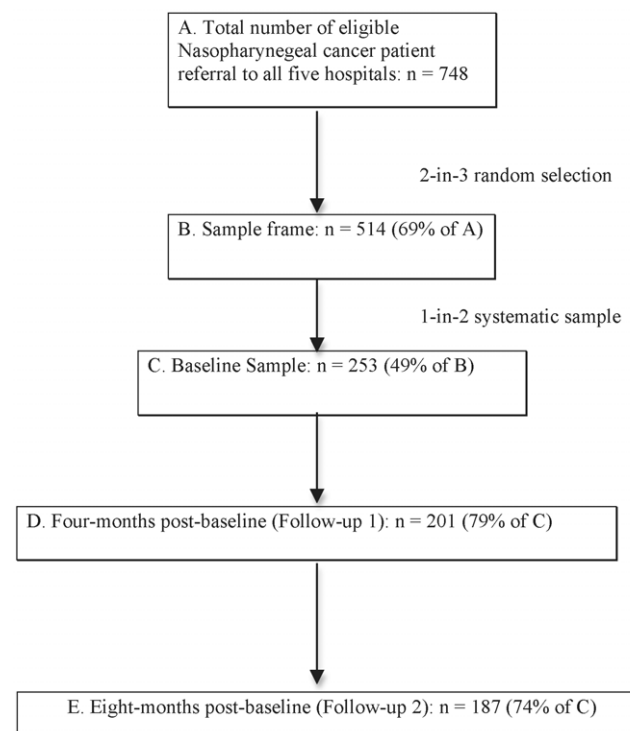 A. Total number of eligible
Nasopharynegeal cancer patient
referral to all five hospitals: n = 748
2-in-3 random selection
B. Sample frame: n = 514 (69% of A)
1-in-2 systematic sample
C. Baseline Sample: n = 253 (49% of B)
D. Four-months post-baseline (Follow-up 1): n = 201 (79% of C)
E. Eight-months post-baseline (Follow-up 2): n = 187 (74% of C)